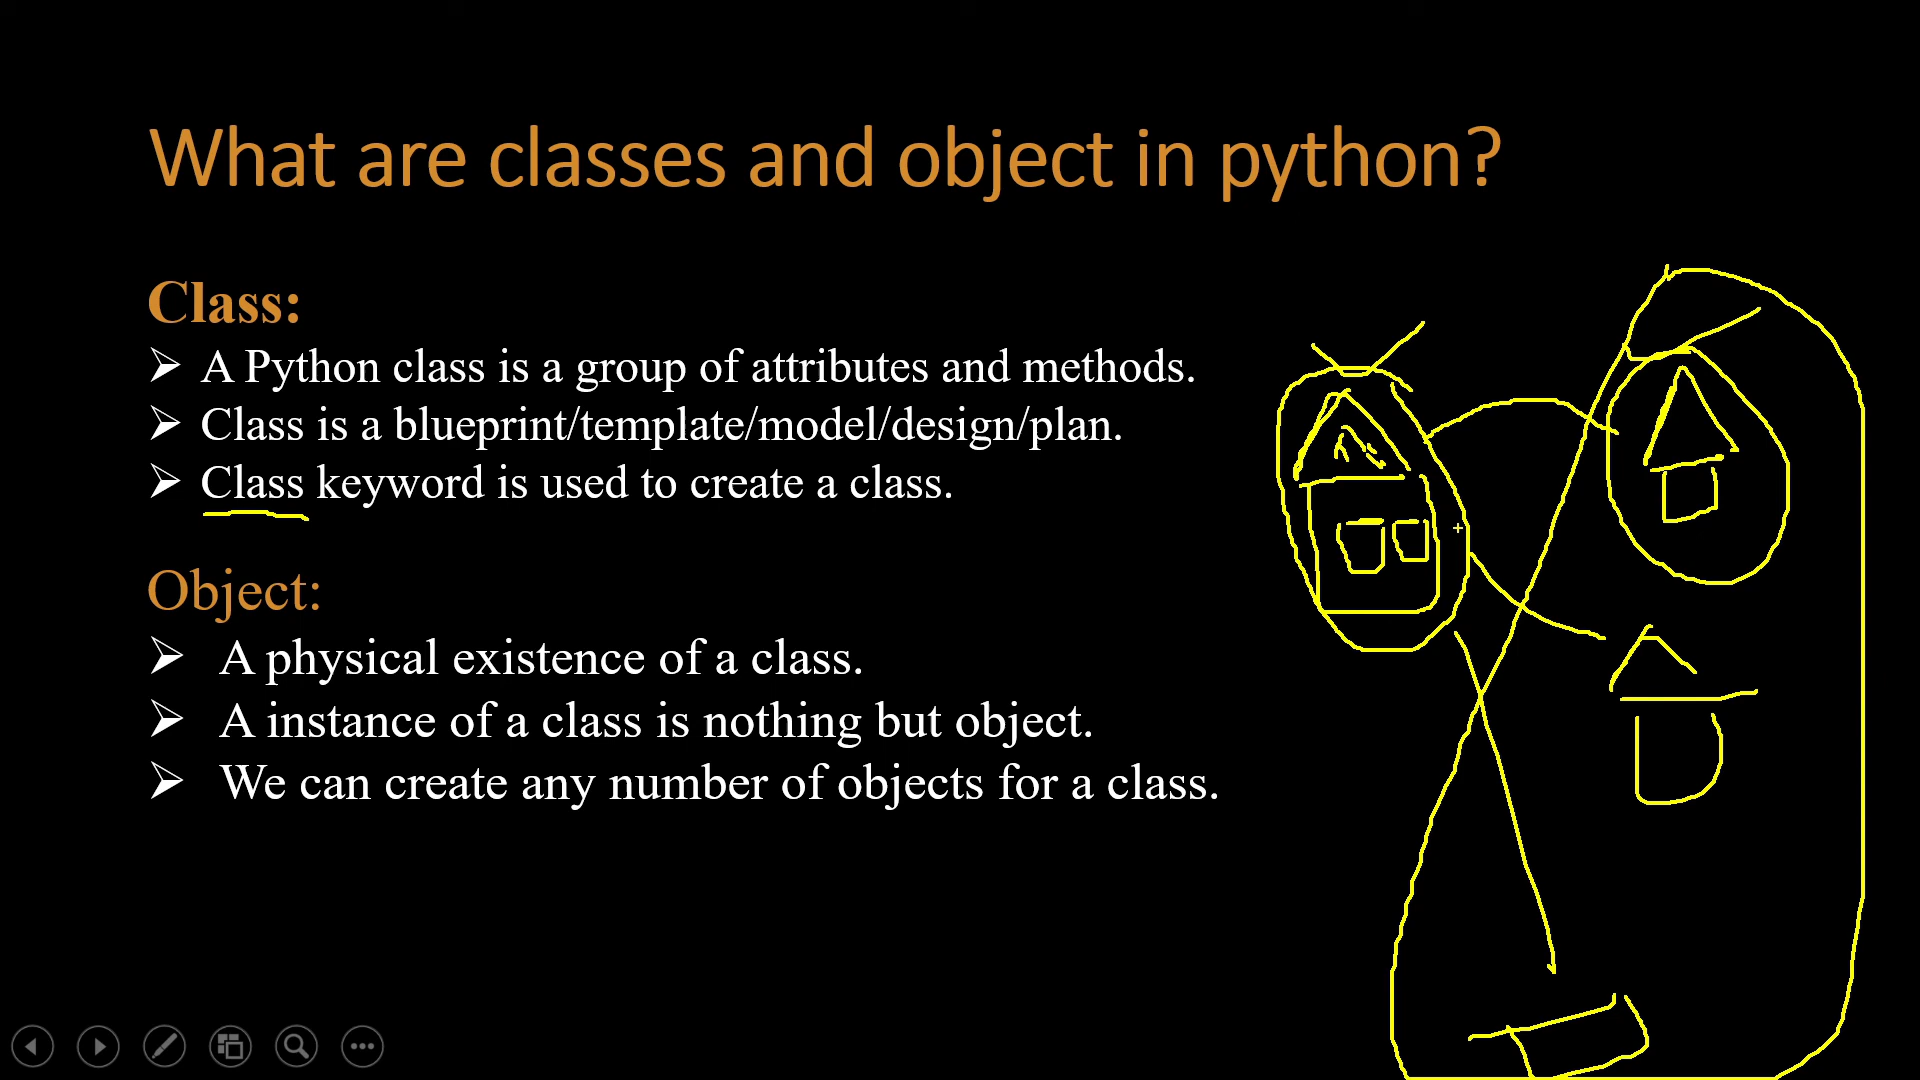 What are classes and object in python?
Class:
➢ A Python class is a group of attributes and methods.
➢ Class is a blueprint/template/model/design/plan.
➢ Class keyword is used to create a class.
Object:
➢ A physical existence of a class.
➢ A instance of a class is nothing but object.
➢ We can create any number of objects for a class.